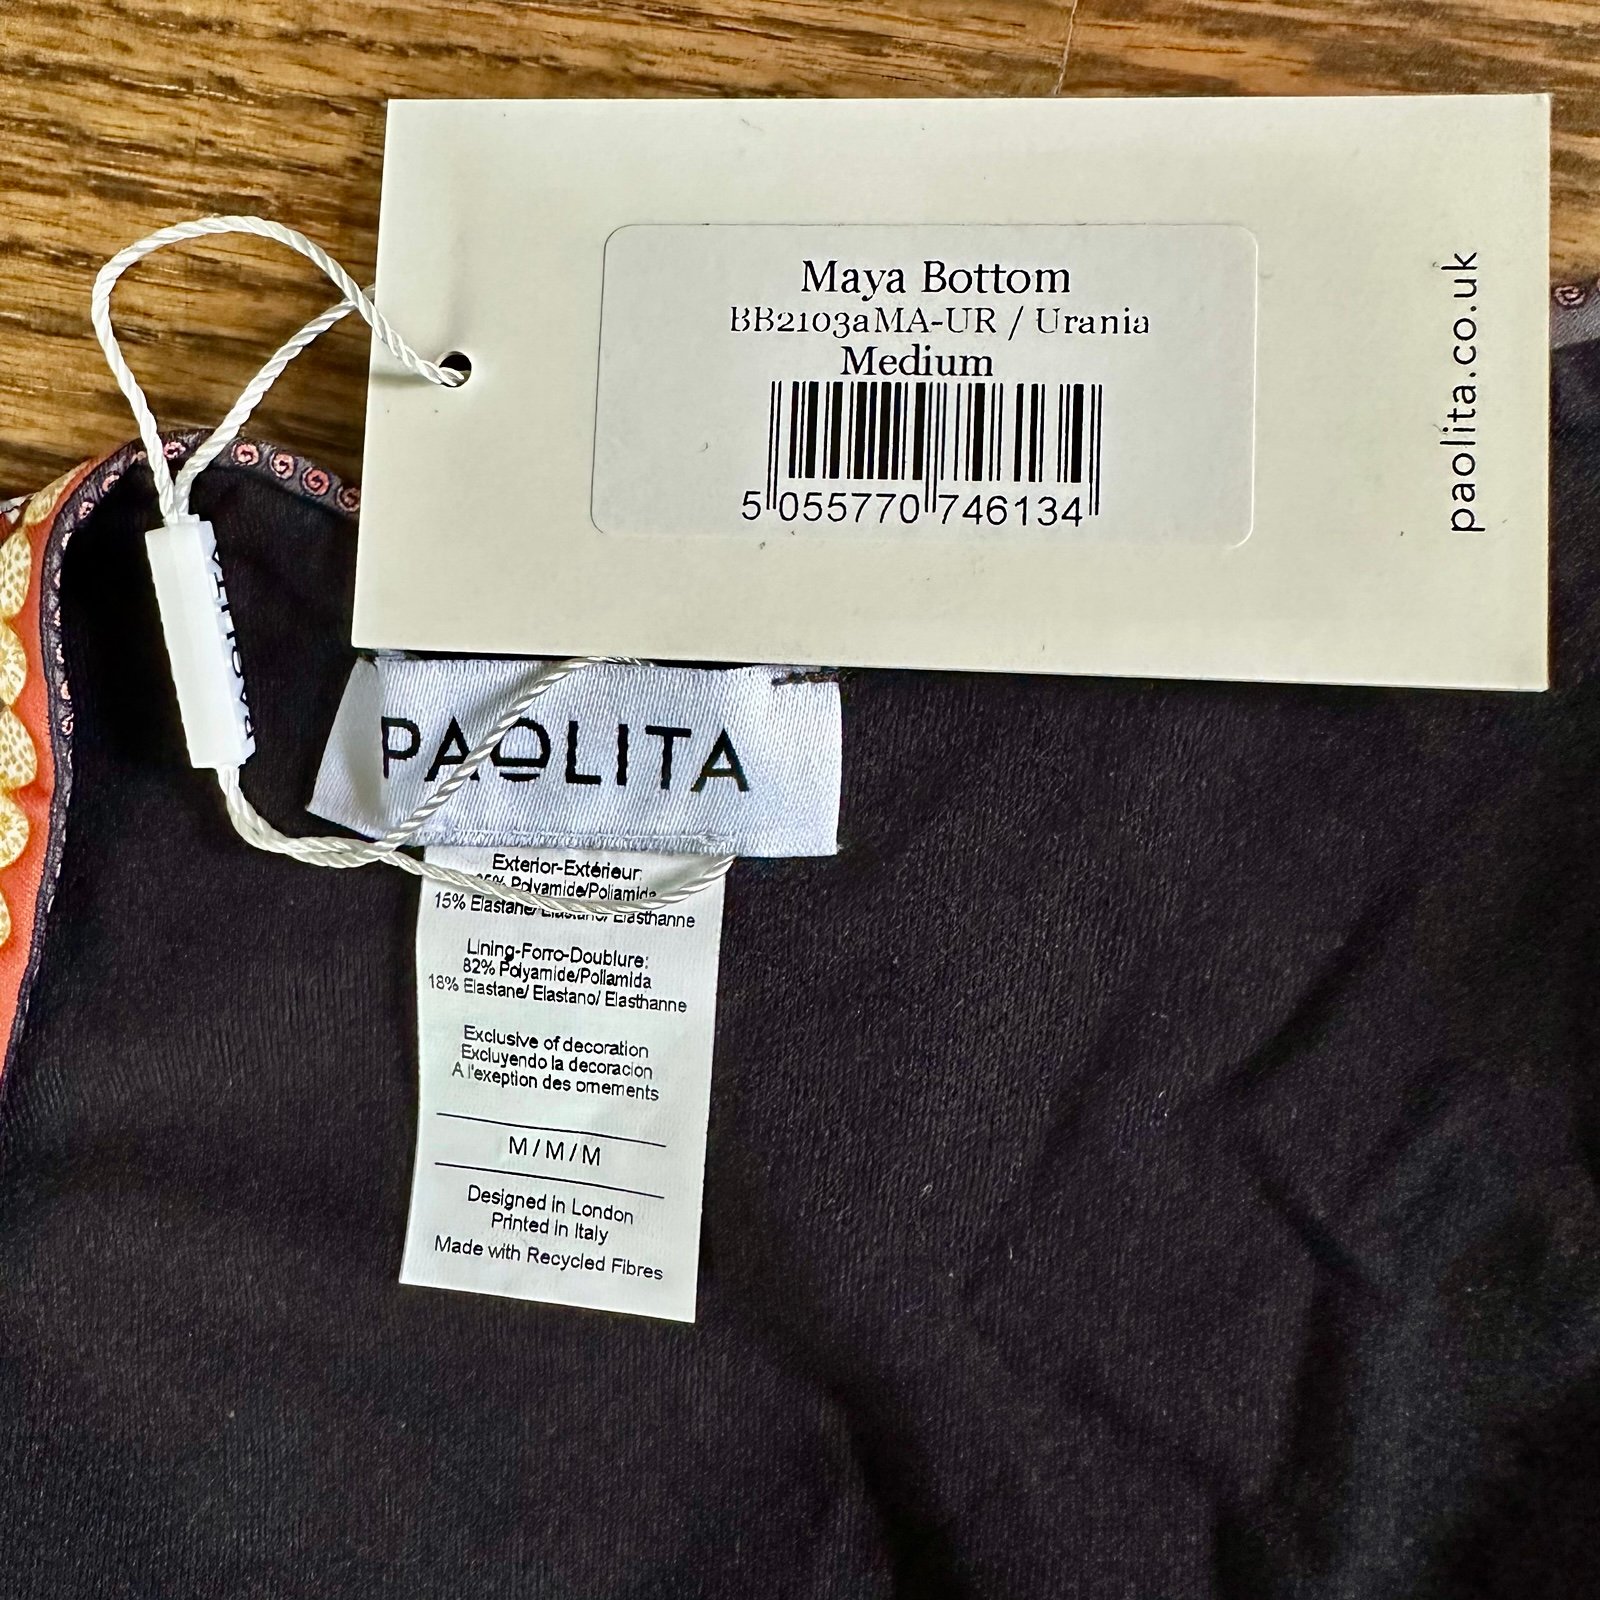 Maya Bottom
BB2103aMA-UR / Urania
Medium
5 055770 746134
paolita.co.uk
PAOLITA
PAOLITA
Exterior-Extérieur:
Polyamide/Poliamida
15% Elastane/ Elastano/ Elasthanne
Lining-Forro-Doublure:
82% Polyamide/Poliamida
18% Elastane/ Elastano/ Elasthanne
Exclusive of decoration
Excluyendo la decoracion
A l'exeption des ornements
M / M / M
Designed in London
Printed in Italy
Made with Recycled Fibres